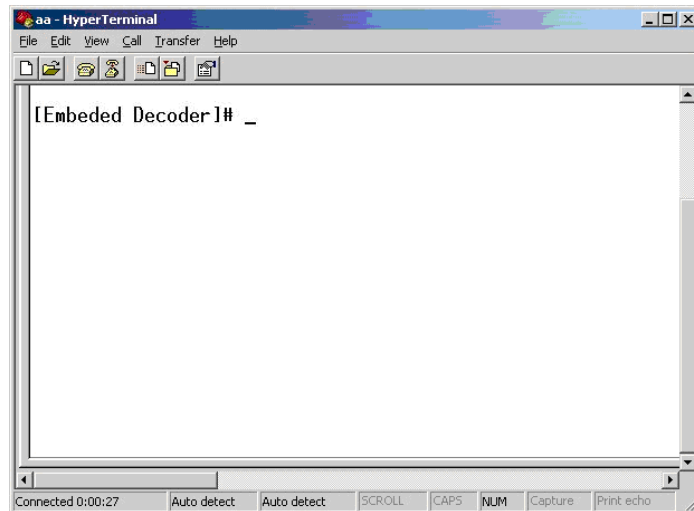 aa - HyperTerminal
File Edit View Call Transfer Help
[Embeded Decoder]# _
Connected 0:00:27 Auto detect Auto detect SCROLL CAPS NUM Capture Print echo